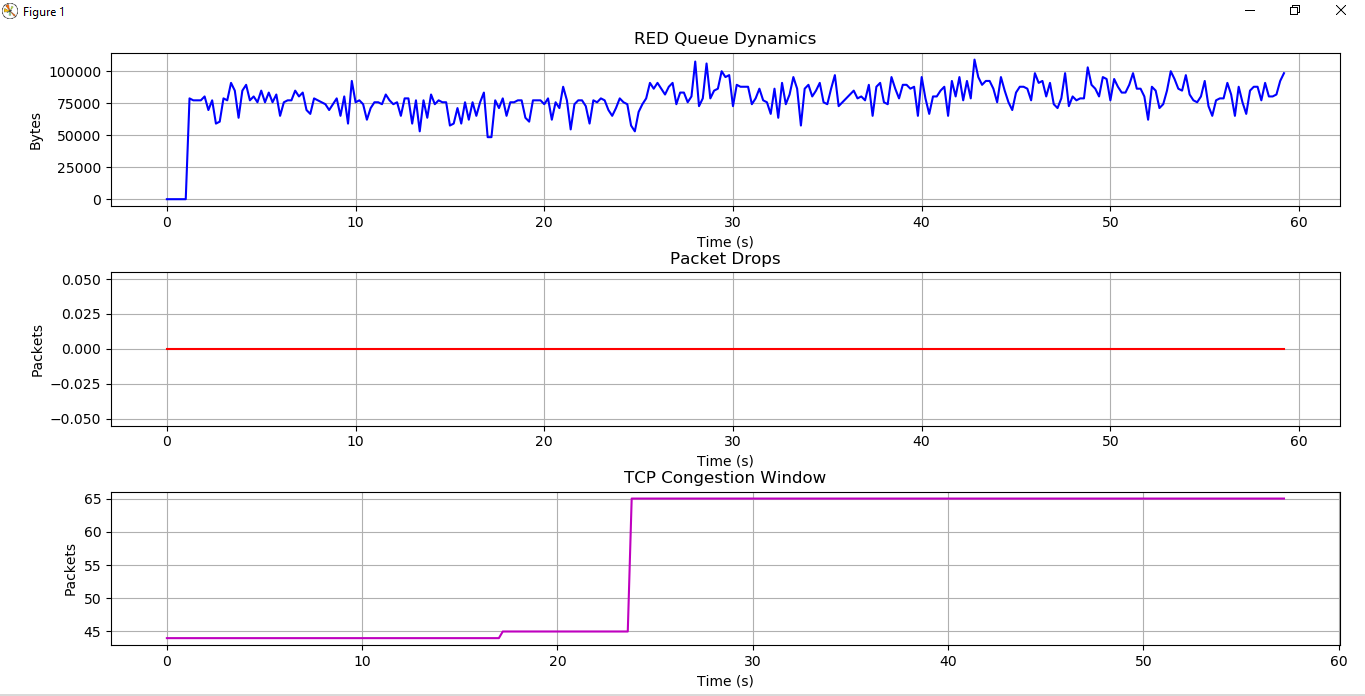 Figure 1
RED Queue Dynamics
100000
75000
50000
25000
0
Bytes
0 10 20 30 40 50 60
Time (s)
Packet Drops
0.050
0.025
0.000
−0.025
−0.050
Packets
0 10 20 30 40 50 60
Time (s)
TCP Congestion Window
65
60
55
50
45
Packets
0 10 20 30 40 50 60
Time (s)